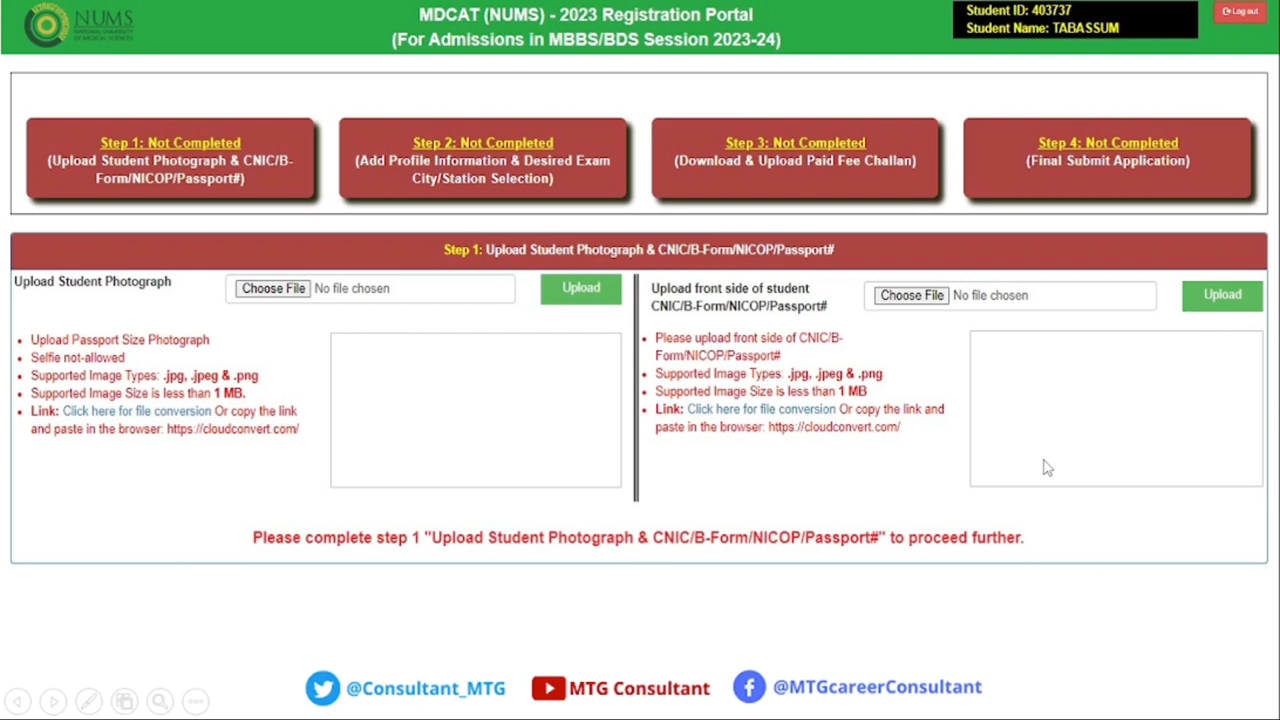 NUMS
NATIONAL UNIVERSITY
OF MEDICAL SCIENCES
MDCAT (NUMS) - 2023 Registration Portal
(For Admissions in MBBS/BDS Session 2023-24)
Student ID: 403737
Student Name: TABASSUM
Log out
Step 1: Not Completed
(Upload Student Photograph & CNIC/B-
Form/NICOP/Passport#)
Step 2: Not Completed
(Add Profile Information & Desired Exam
City/Station Selection)
Step 3: Not Completed
(Download & Upload Paid Fee Challan)
Step 4: Not Completed
(Final Submit Application)
Step 1: Upload Student Photograph & CNIC/B-Form/NICOP/Passport#
Upload Student Photograph
Choose File No file chosen
Upload
Upload Passport Size Photograph
Selfie not-allowed
Supported Image Types: .jpg, .jpeg & .png
Supported Image Size is less than 1 MB.
Link: Click here for file conversion Or copy the link
and paste in the browser: https://cloudconvert.com/
Upload front side of student
CNIC/B-Form/NICOP/Passport#
Choose File No file chosen
Upload
Please upload front side of CNIC/B-
Form/NICOP/Passport#
Supported Image Types: .jpg, .jpeg & .png
Supported Image Size is less than 1 MB
Link: Click here for file conversion Or copy the link and
paste in the browser: https://cloudconvert.com/
Please complete step 1 "Upload Student Photograph & CNIC/B-Form/NICOP/Passport#" to proceed further.
@Consultant_MTG
MTG Consultant
@MTGcareerConsultant